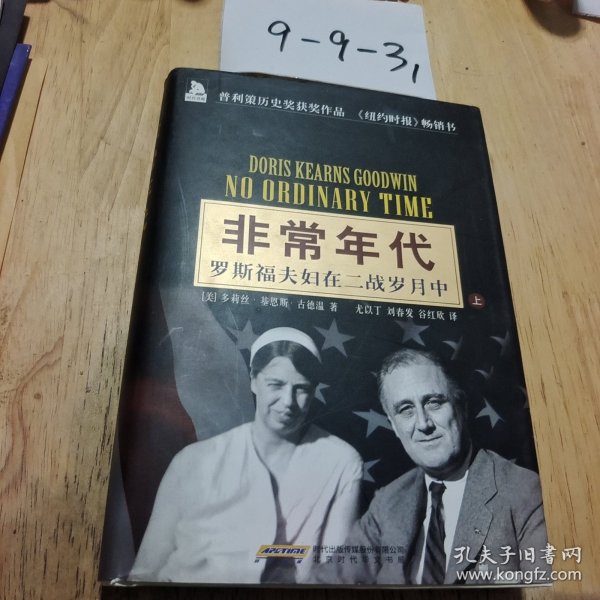 9-9-3,
普利策历史奖获奖作品 《纽约时报》畅销书
DORIS KEARNS GOODWIN
NO ORDINARY TIME
非常年代
罗斯福夫妇在二战岁月中
上
[美] 多莉丝·基恩斯·古德温 著 尤以丁 刘春发 谷红欣 译
ARCTIME
时代出版传媒股份有限公司
北京时代华文书局
孔夫子旧书网
www.kongfz.com